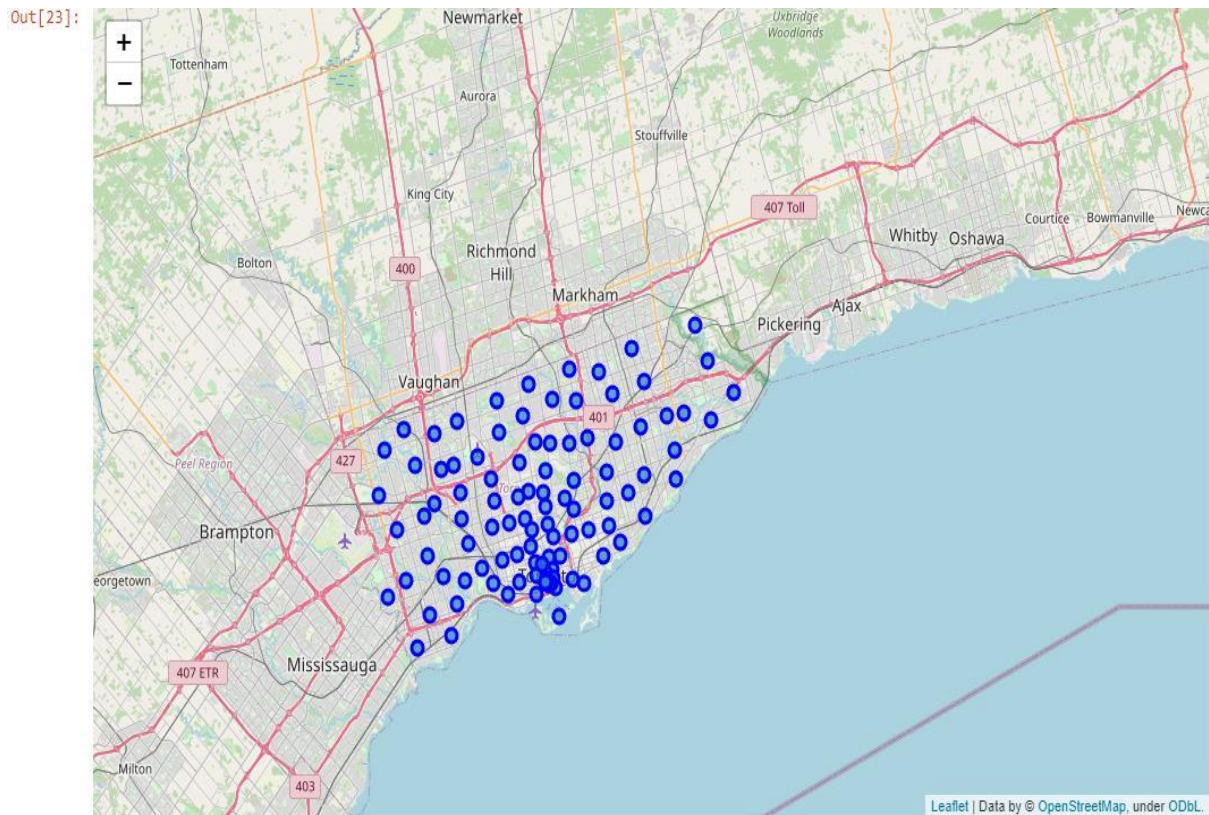 Out[23]:
+
−
Newmarket
Uxbridge
Woodlands
Tottenham
Aurora
Stouffville
King City
407 Toll
Courtice
Bowmanville
Newca
Whitby
Oshawa
Richmond
Hill
Bolton
400
Markham
Ajax
Pickering
Vaughan
401
427
Peel Region
Brampton
eorgetown
Mississauga
407 ETR
403
Milton
Leaflet | Data by © OpenStreetMap, under ODbL.